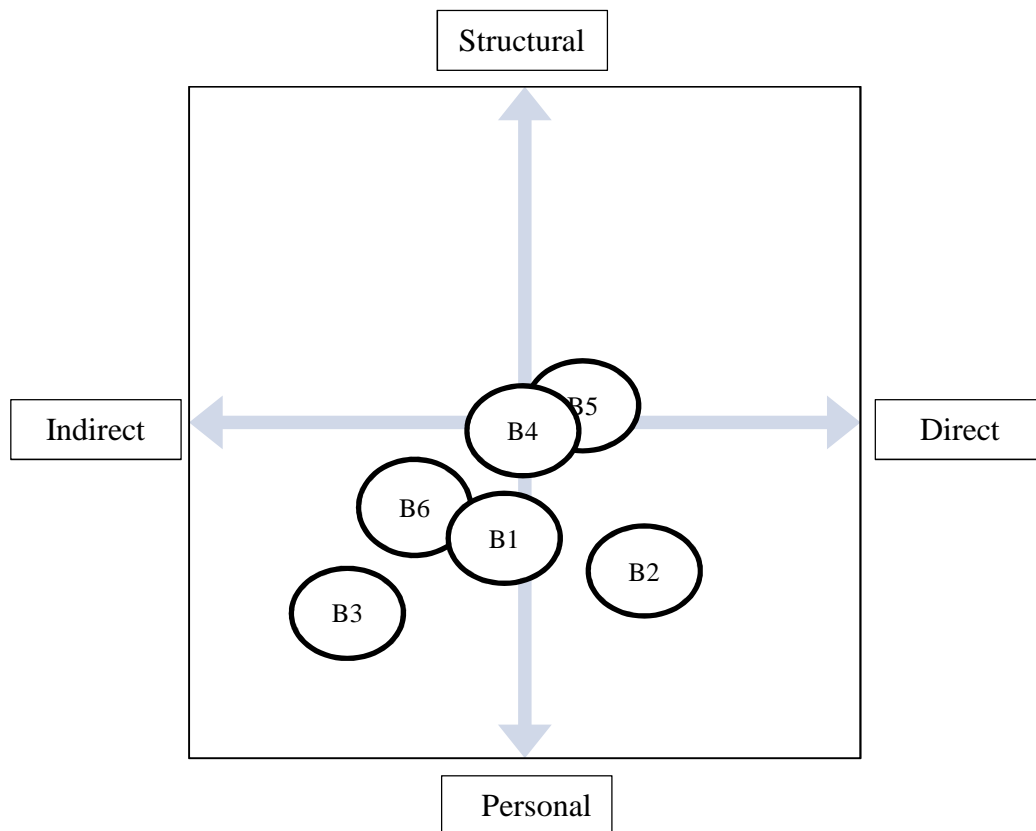 Structural
B5
Indirect
Direct
B4
B6
B1
B2
B3
Personal